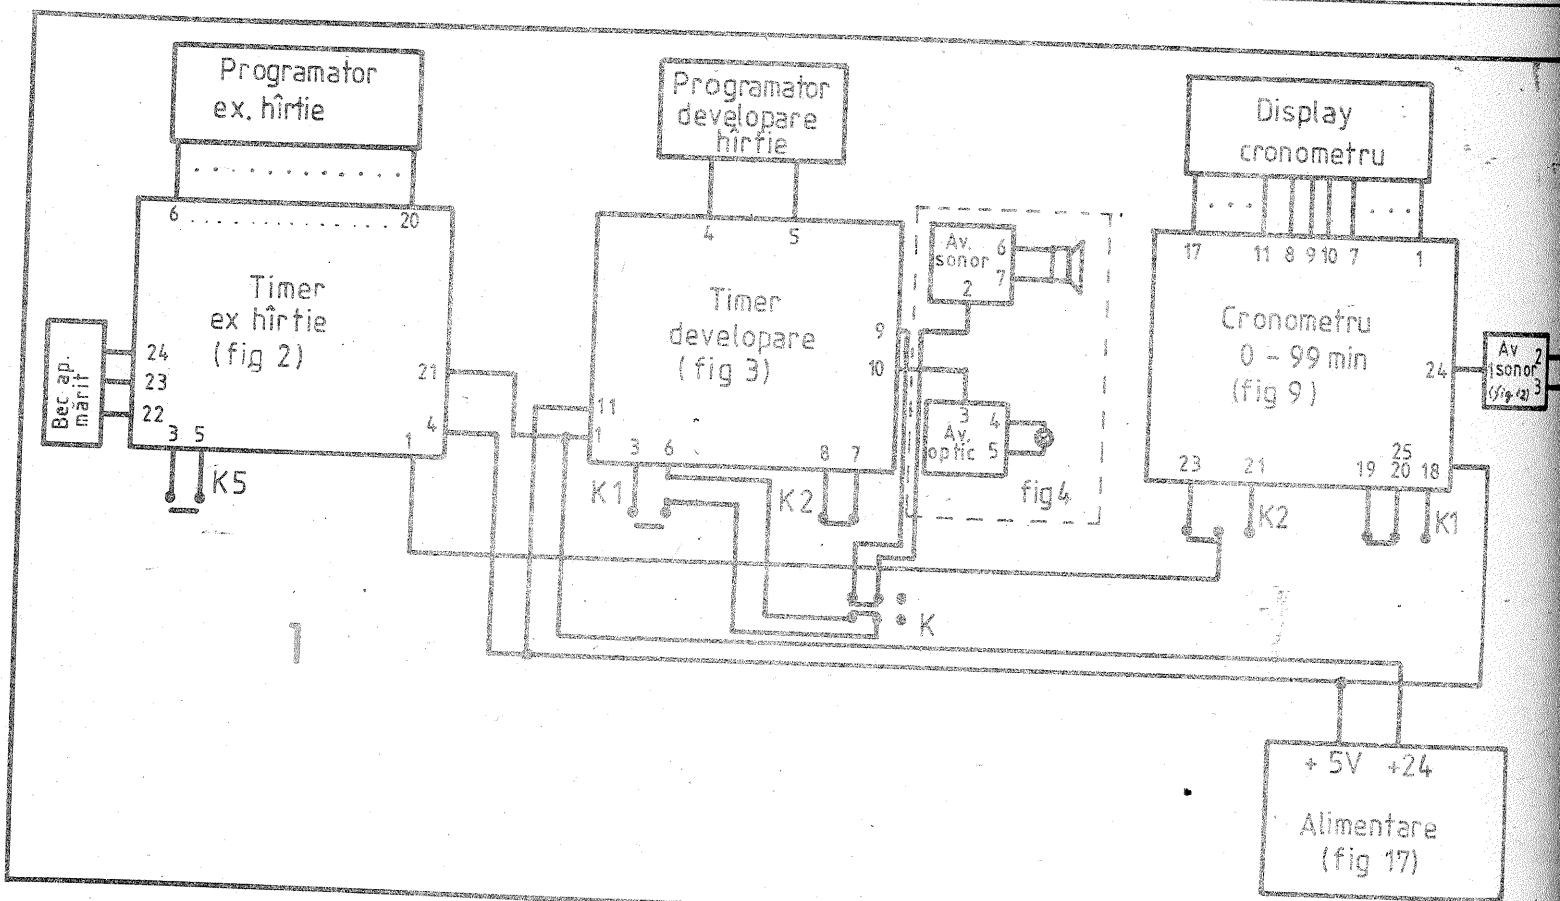 Programator
ex. hîrtie
6 . . . . . . . . . . . . . . 20
Timer
ex hîrtie
(fig 2)
Bec ap.
mărit
24
23
22
21
4
3 5
1
K5
Programator
developare
hîrtie
4 5
Timer
developare
(fig 3)
9
10
11
1
3 6
8 7
K1
K2
Av.
sonor
6
7
2
3
Av.
optic
4
5
fig 4
K
Display
cronometru
17 11 8 9 10 7 1
Cronometru
0 - 99 min
(fig 9)
24
23 21
25
19 20 18
K2
K1
Av
sonor
(fig 12)
2
3
1
+ 5V +24
Alimentare
(fig 17)